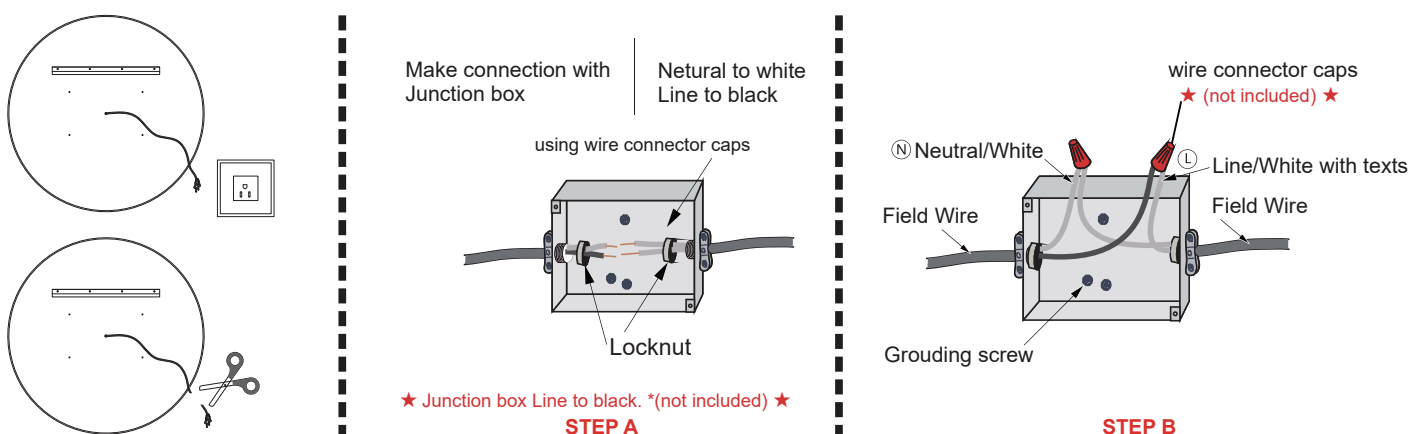 Make connection with
Junction box
Netural to white
Line to black
using wire connector caps
Locknut
★ Junction box Line to black. *(not included) ★
STEP A
wire connector caps
★ (not included) ★
Ⓝ Neutral/White
Ⓛ
Line/White with texts
Field Wire
Field Wire
Grouding screw
STEP B